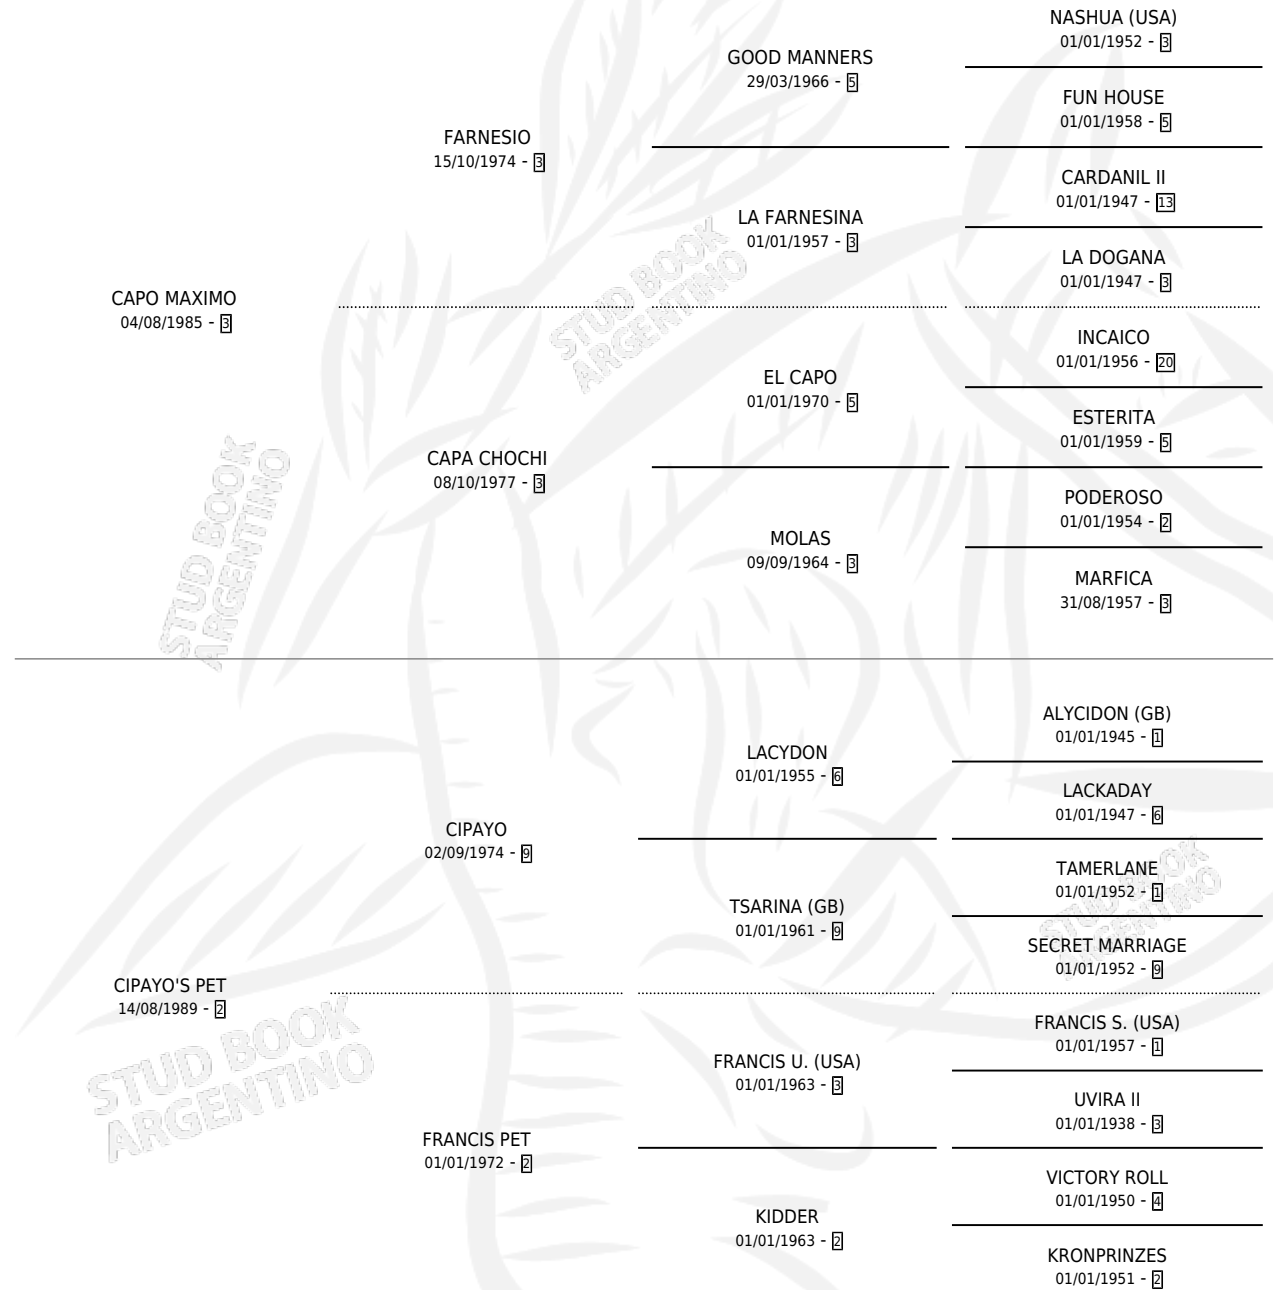 NASHUA (USA)
01/01/1952 - 3
GOOD MANNERS
29/03/1966 - 5
FUN HOUSE
01/01/1958 - 5
FARNESIO
15/10/1974 - 3
CARDANIL II
01/01/1947 - 13
LA FARNESINA
01/01/1957 - 3
LA DOGANA
01/01/1947 - 3
CAPO MAXIMO
04/08/1985 - 3
INCAICO
01/01/1956 - 20
EL CAPO
01/01/1970 - 5
ESTERITA
01/01/1959 - 5
CAPA CHOCHI
08/10/1977 - 3
PODEROSO
01/01/1954 - 2
MOLAS
09/09/1964 - 3
MARFICA
31/08/1957 - 3
STUD BOOK
ARGENTINO
STUD BOOK
ARGENTINO
ALYCIDON (GB)
01/01/1945 - 1
LACYDON
01/01/1955 - 6
LACKADAY
01/01/1947 - 6
CIPAYO
02/09/1974 - 9
TAMERLANE
01/01/1952 - 1
TSARINA (GB)
01/01/1961 - 9
SECRET MARRIAGE
01/01/1952 - 9
CIPAYO'S PET
14/08/1989 - 2
FRANCIS S. (USA)
01/01/1957 - 1
FRANCIS U. (USA)
01/01/1963 - 3
UVIRA II
01/01/1938 - 3
FRANCIS PET
01/01/1972 - 2
VICTORY ROLL
01/01/1950 - 4
KIDDER
01/01/1963 - 2
KRONPRINZES
01/01/1951 - 2
STUD BOOK
ARGENTINO
STUD BOOK
ARGENTINO